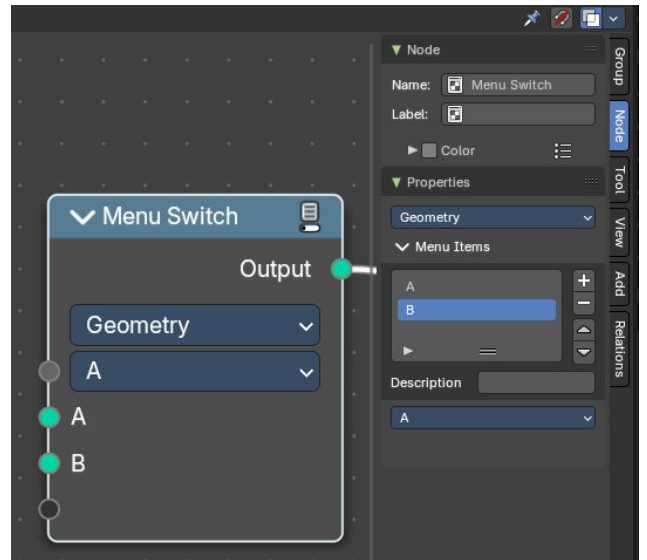 Menu Switch
Output
Geometry
A
A
B
Node
Name: Menu Switch
Label:
Color
Properties
Geometry
Menu Items
A
B
Description
A
Group
Node
Tool
View
Add
Relations